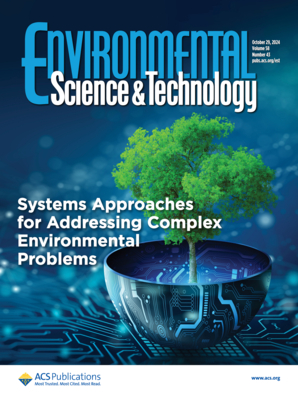 ENVIRONMENTAL
Science & Technology
October 29, 2024
Volume 58
Number 43
pubs.acs.org/est
Systems Approaches
for Addressing Complex
Environmental
Problems
ACS Publications
Most Trusted. Most Cited. Most Read.
www.acs.org